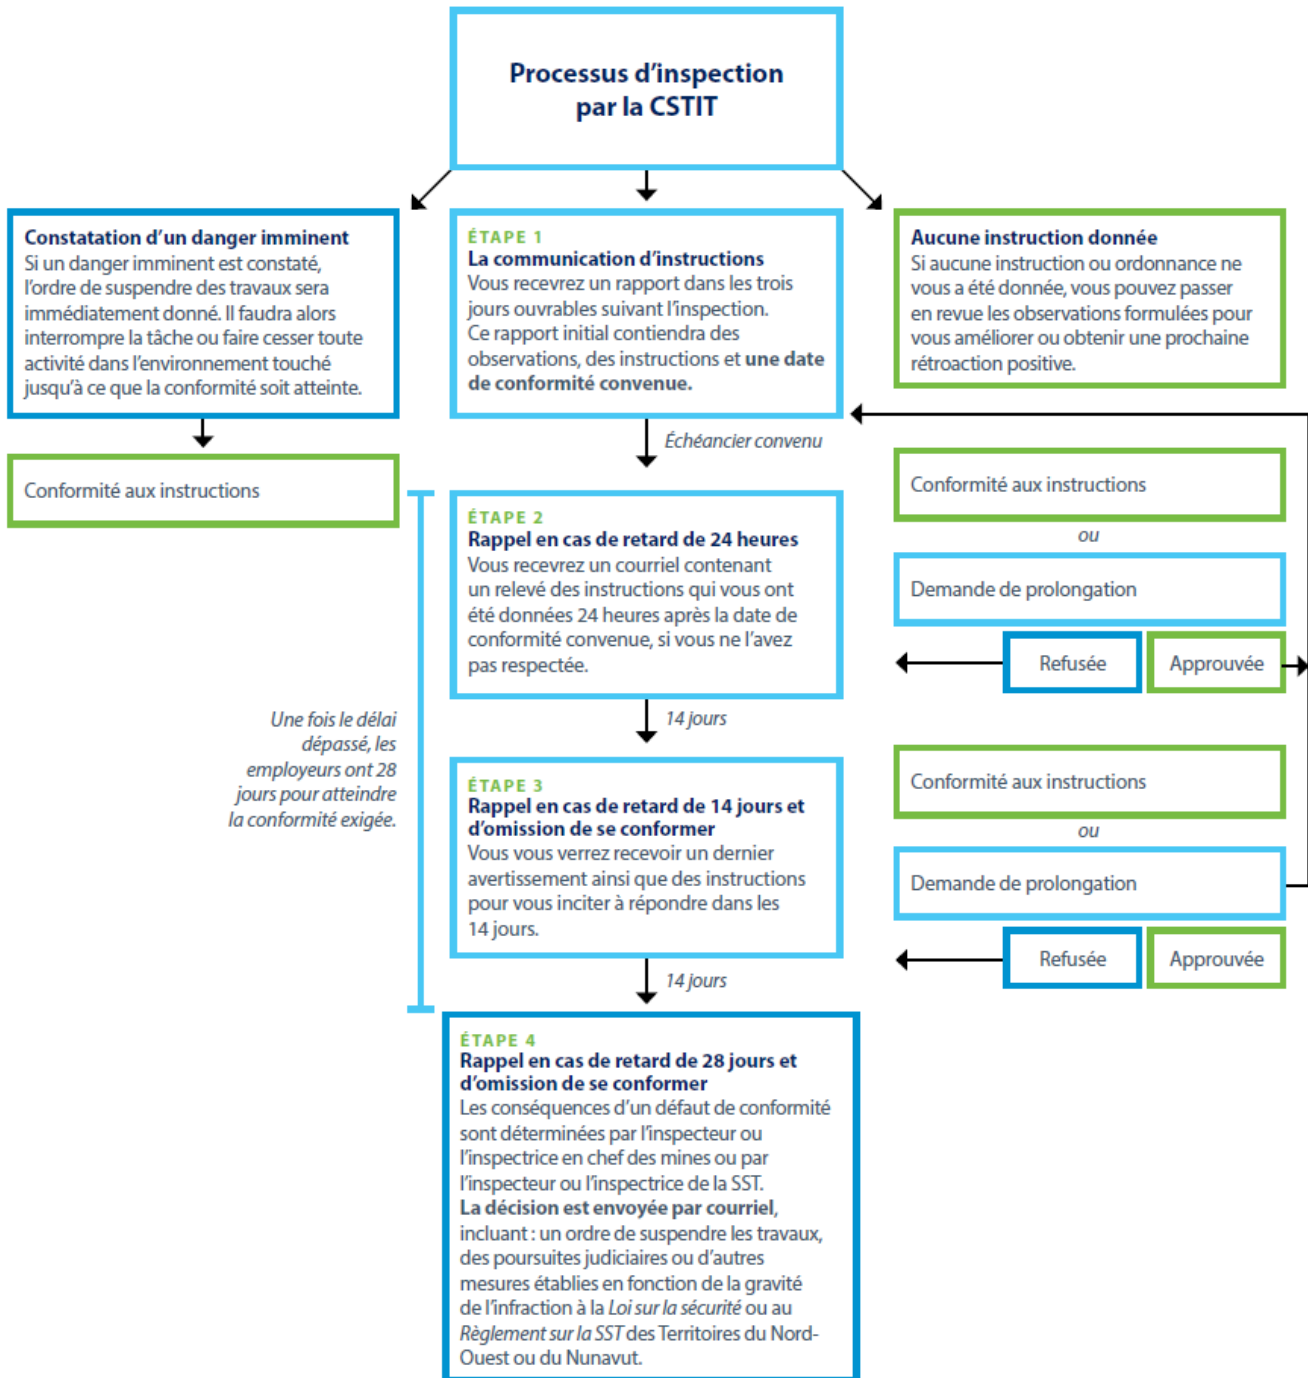 Processus d'inspection
par la CSTIT
Constatation d'un danger imminent
Si un danger imminent est constaté,
l'ordre de suspendre des travaux sera
immédiatement donné. Il faudra alors
interrompre la tâche ou faire cesser toute
activité dans l'environnement touché
jusqu'à ce que la conformité soit atteinte.
Conformité aux instructions
ÉTAPE 1
La communication d'instructions
Vous recevrez un rapport dans les trois
jours ouvrables suivant l'inspection.
Ce rapport initial contiendra des
observations, des instructions et une date
de conformité convenue.
Aucune instruction donnée
Si aucune instruction ou ordonnance ne
vous a été donnée, vous pouvez passer
en revue les observations formulées pour
vous améliorer ou obtenir une prochaine
rétroaction positive.
Échéancier convenu
ÉTAPE 2
Rappel en cas de retard de 24 heures
Vous recevrez un courriel contenant
un relevé des instructions qui vous ont
été données 24 heures après la date de
conformité convenue, si vous ne l'avez
pas respectée.
Conformité aux instructions
ou
Demande de prolongation
Refusée
Approuvée
14 jours
Une fois le délai
dépassé, les
employeurs ont 28
jours pour atteindre
la conformité exigée.
ÉTAPE 3
Rappel en cas de retard de 14 jours et
d'omission de se conformer
Vous vous verrez recevoir un dernier
avertissement ainsi que des instructions
pour vous inciter à répondre dans les
14 jours.
Conformité aux instructions
ou
Demande de prolongation
Refusée
Approuvée
14 jours
ÉTAPE 4
Rappel en cas de retard de 28 jours et
d'omission de se conformer
Les conséquences d'un défaut de conformité
sont déterminées par l'inspecteur ou
l'inspectrice en chef des mines ou par
l'inspecteur ou l'inspectrice de la SST.
La décision est envoyée par courriel,
incluant : un ordre de suspendre les travaux,
des poursuites judiciaires ou d'autres
mesures établies en fonction de la gravité
de l'infraction à la Loi sur la sécurité ou au
Règlement sur la SST des Territoires du Nord-
Ouest ou du Nunavut.